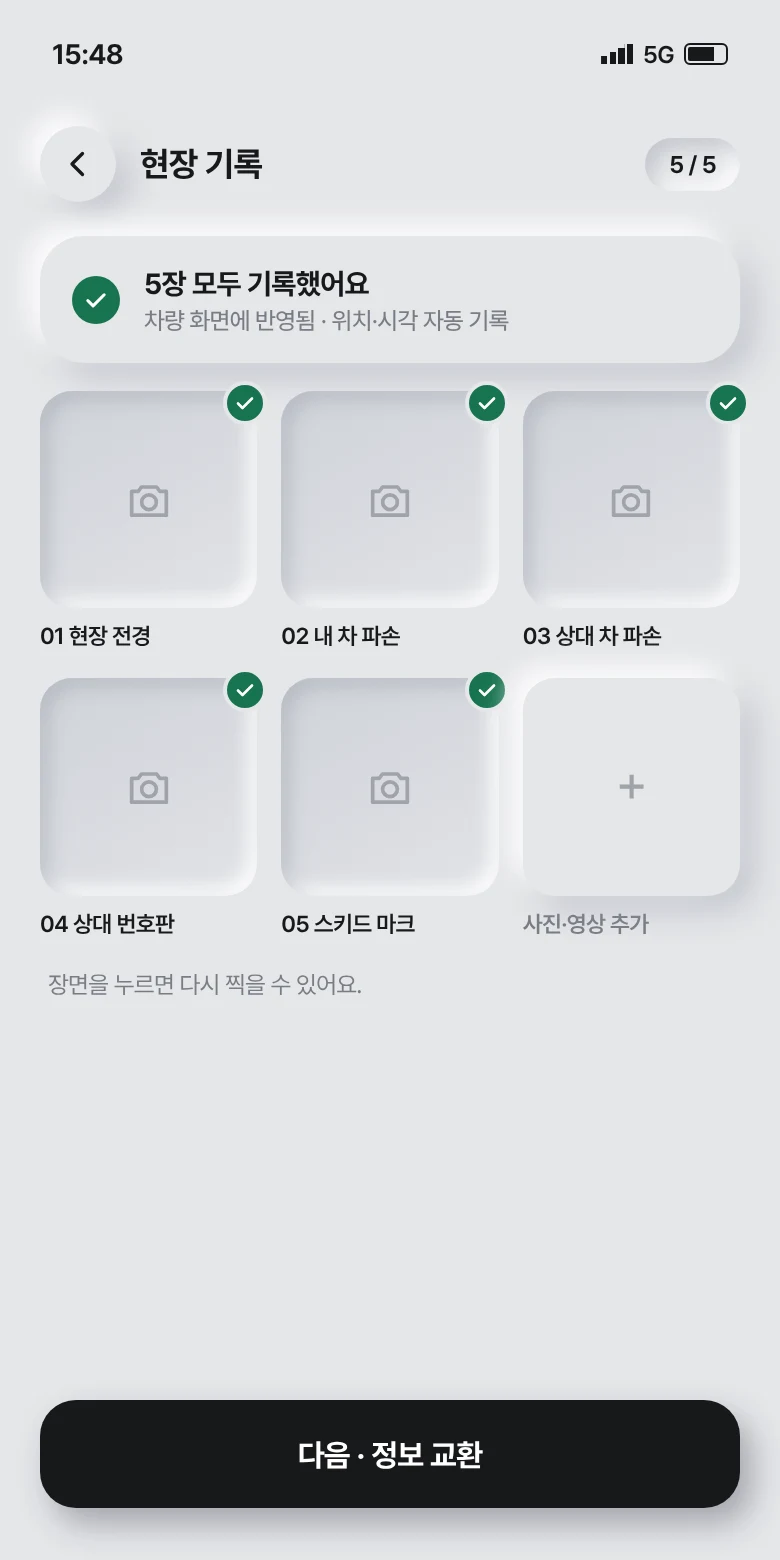 15:48
5G
현장 기록
5 / 5
5장 모두 기록했어요
차량 화면에 반영됨 · 위치·시각 자동 기록
01 현장 전경
02 내 차 파손
03 상대 차 파손
04 상대 번호판
05 스키드 마크
사진·영상 추가
장면을 누르면 다시 찍을 수 있어요.
다음 · 정보 교환